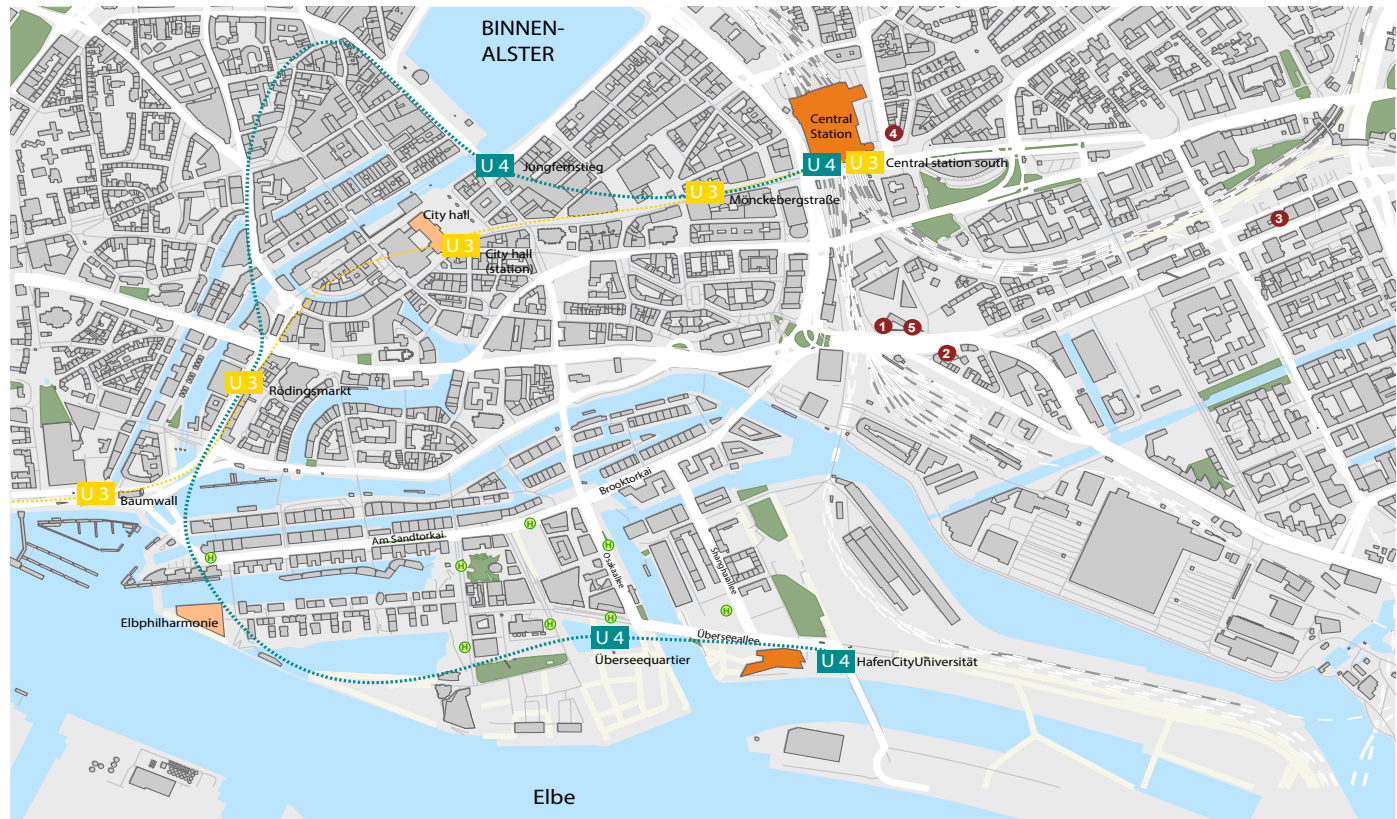 BINNEN-
ALSTER
Central
Station
4
U 4
Jungfernstieg
U 4
U 3
Central station south
U 3
Mönckebergstraße
City hall
U 3
City hall
(station)
3
1
5
2
U 3
Rödingsmarkt
U 3
Baumwall
Brooktorkai
Am Sandtorkai
H
H
H
H
Osakaallee
Shanghaiallee
H
H
H
H
Elbphilharmonie
U 4
Überseequartier
Überseeallee
U 4
HafenCityUniversität
Elbe